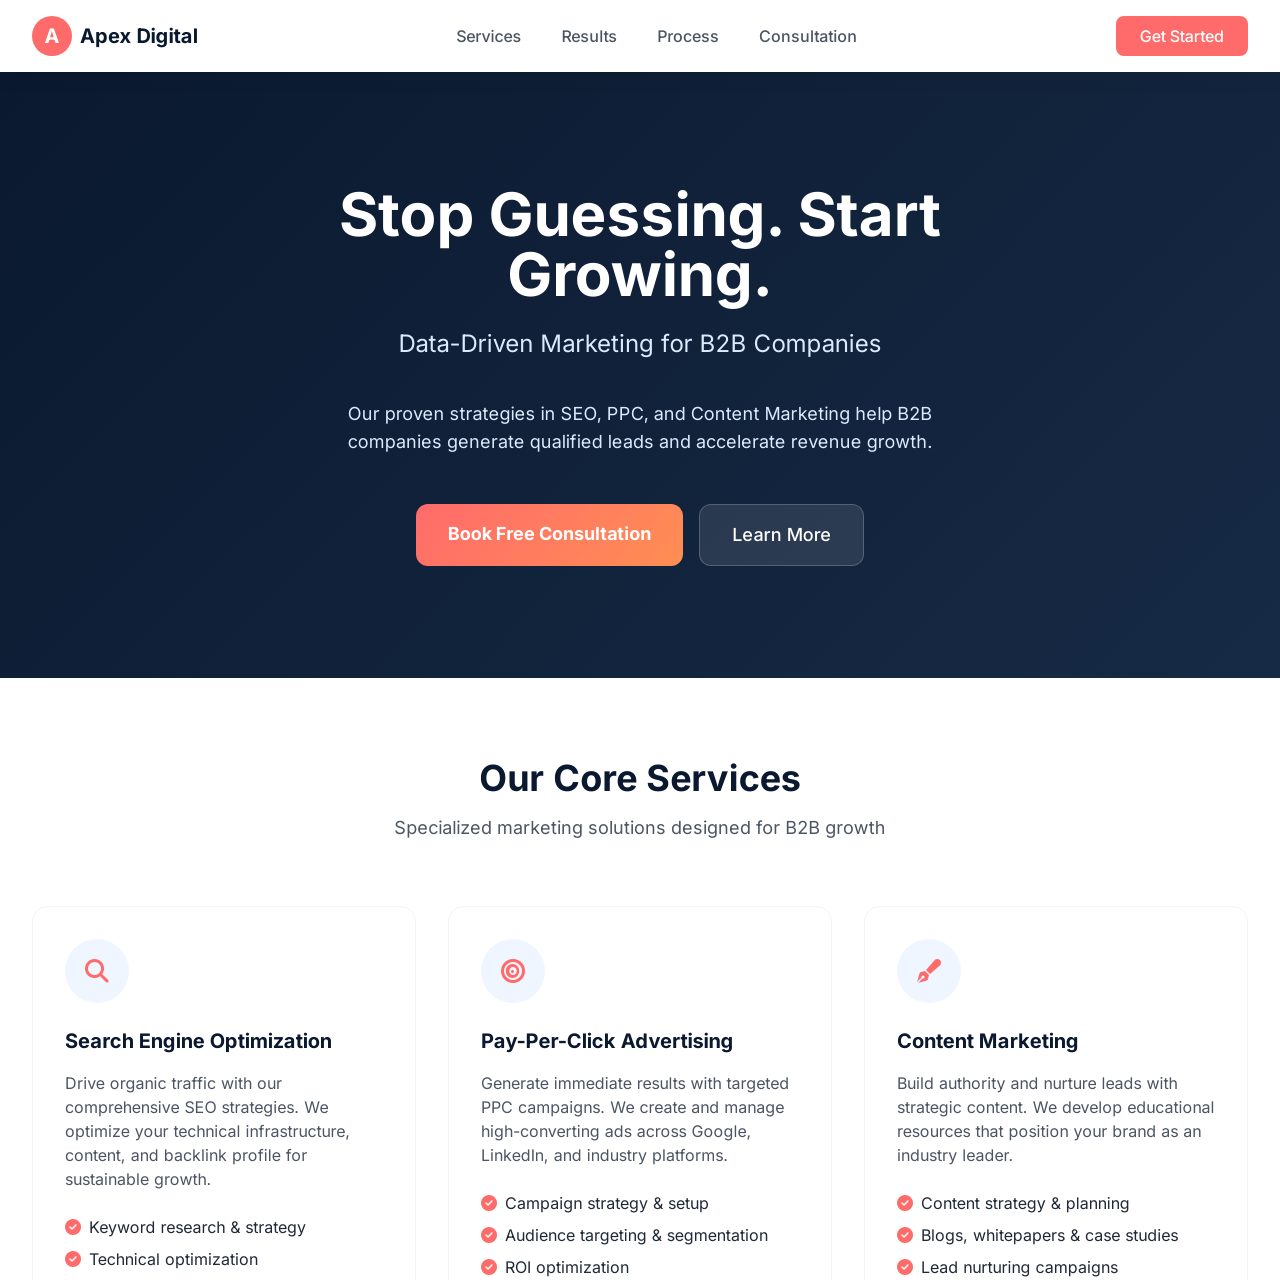 A Apex Digital
Services Results Process Consultation
Get Started
Stop Guessing. Start
Growing.
Data-Driven Marketing for B2B Companies
Our proven strategies in SEO, PPC, and Content Marketing help B2B
companies generate qualified leads and accelerate revenue growth.
Book Free Consultation
Learn More
Our Core Services
Specialized marketing solutions designed for B2B growth
Search Engine Optimization
Drive organic traffic with our
comprehensive SEO strategies. We
optimize your technical infrastructure,
content, and backlink profile for
sustainable growth.
Keyword research & strategy
Technical optimization
Pay-Per-Click Advertising
Generate immediate results with targeted
PPC campaigns. We create and manage
high-converting ads across Google,
LinkedIn, and industry platforms.
Campaign strategy & setup
Audience targeting & segmentation
ROI optimization
Content Marketing
Build authority and nurture leads with
strategic content. We develop educational
resources that position your brand as an
industry leader.
Content strategy & planning
Blogs, whitepapers & case studies
Lead nurturing campaigns